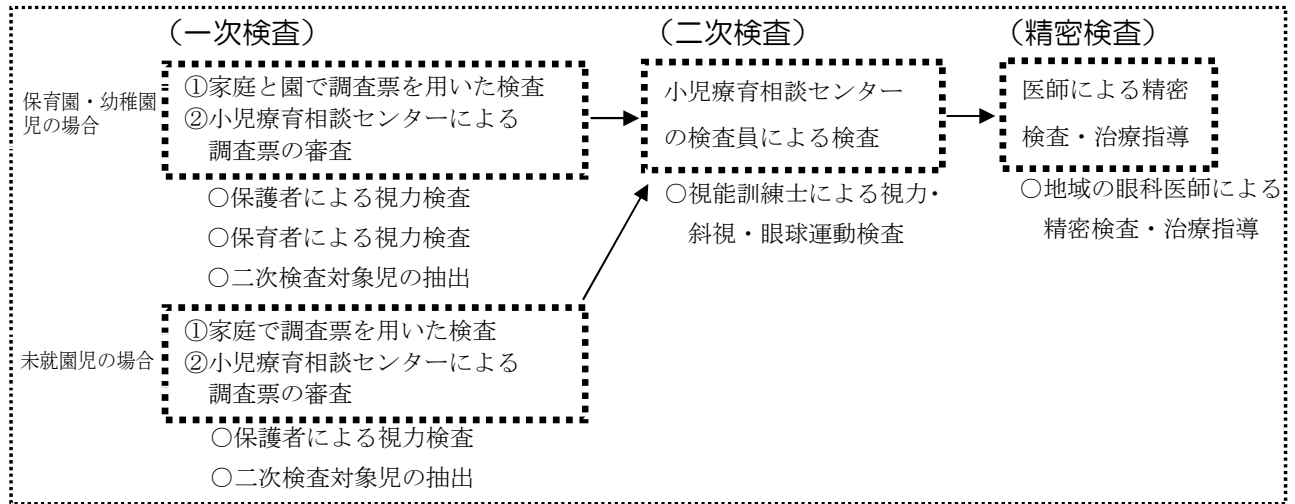 （一次検査）
（二次検査）
（精密検査）
保育園・幼稚園
児の場合
①家庭と園で調査票を用いた検査
②小児療育相談センターによる
調査票の審査
○保護者による視力検査
○保育者による視力検査
○二次検査対象児の抽出
小児療育相談センター
の検査員による検査
○視能訓練士による視力・
斜視・眼球運動検査
医師による精密
検査・治療指導
○地域の眼科医師による
精密検査・治療指導
未就園児の場合
①家庭で調査票を用いた検査
②小児療育相談センターによる
調査票の審査
○保護者による視力検査
○二次検査対象児の抽出